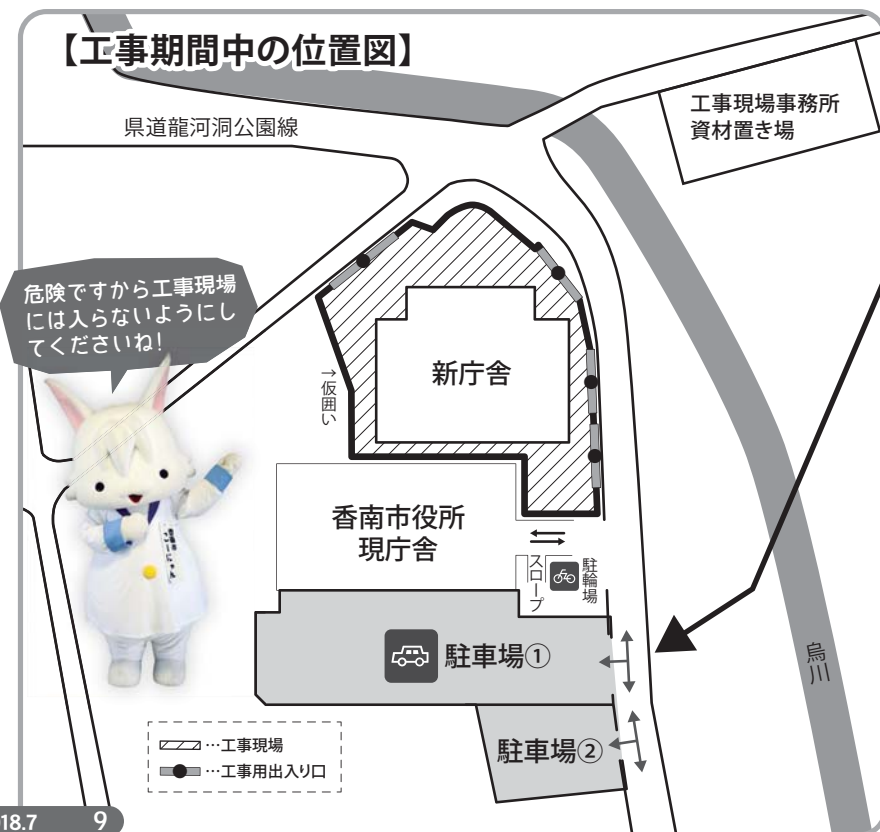 【工事期間中の位置図】
県道龍河洞公園線
工事現場事務所
資材置き場
危険ですから工事現場
には入らないようにし
てくださいね！
新庁舎
→仮囲い
香南市役所
現庁舎
スロープ
駐輪場
駐車場①
烏川
駐車場②
…工事現場
…工事用出入り口
18.7 9